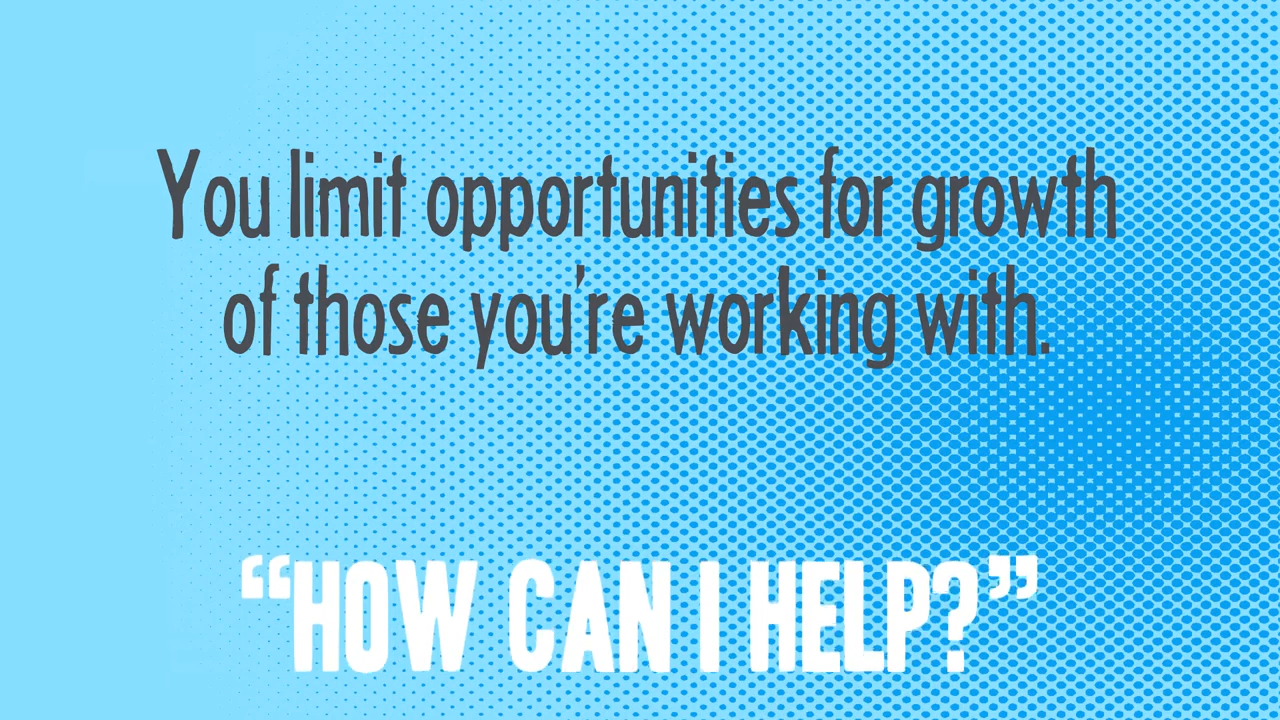 You limit opportunities for growth
of those you're working with.
“HOW CAN I HELP?”